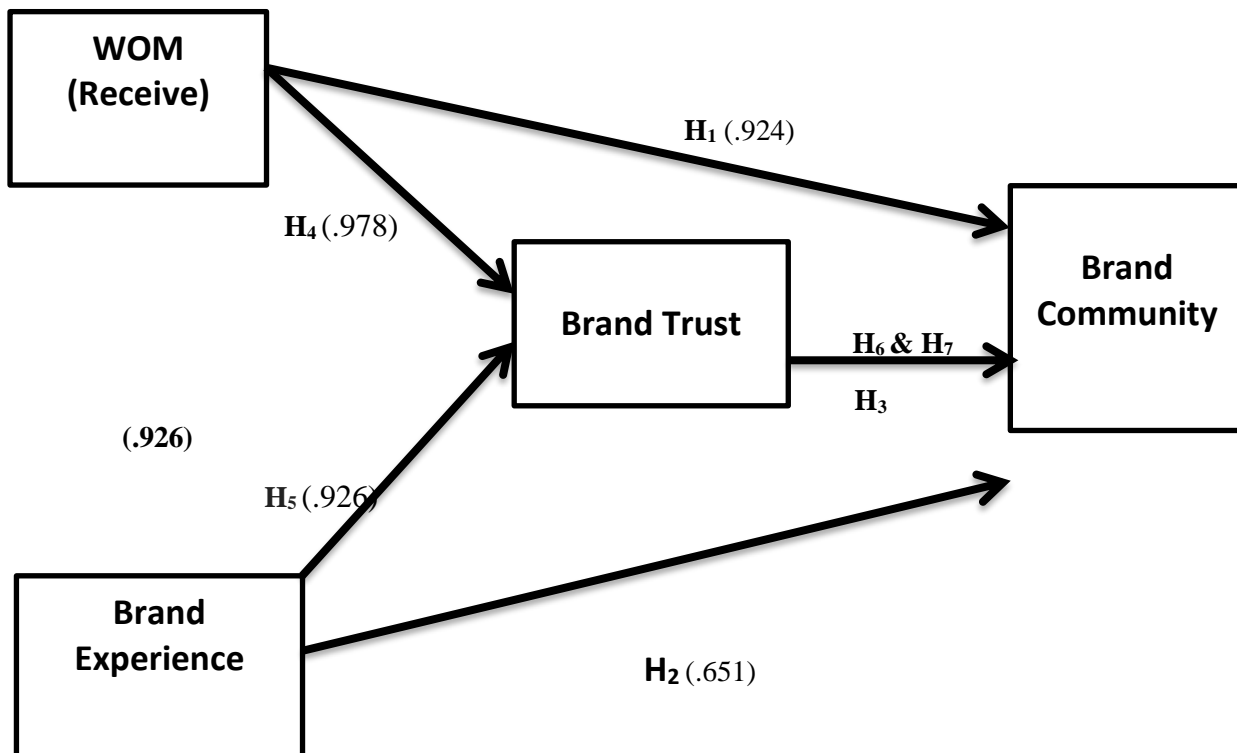 WOM
(Receive)
H₁ (.924)
H₄ (.978)
Brand
Community
Brand Trust
H₆ & H₇
H₃
(.926)
H₅ (.926)
Brand
Experience
H₂ (.651)